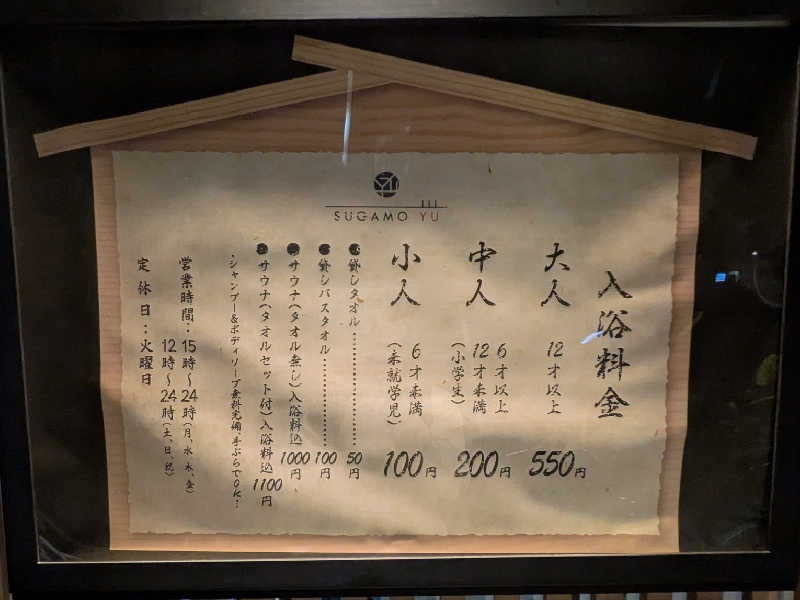 SUGAMO YU
入浴料金
大人 12才以上 550円
中人 6才以上
12才未満
(小学生) 200円
小人 6才未満
(未就学児) 100円
●貸しタオル…………………50円
●貸しバスタオル……………100円
●サウナ(タオル無し)入浴料込 1000円
●サウナ(タオルセット付)入浴料込 1100円
・シャンプー&ボディソープ無料完備 手ぶらでOK…
営業時間：15時～24時(月、水、木、金)
12時～24時(土、日、祝)
定休日：火曜日